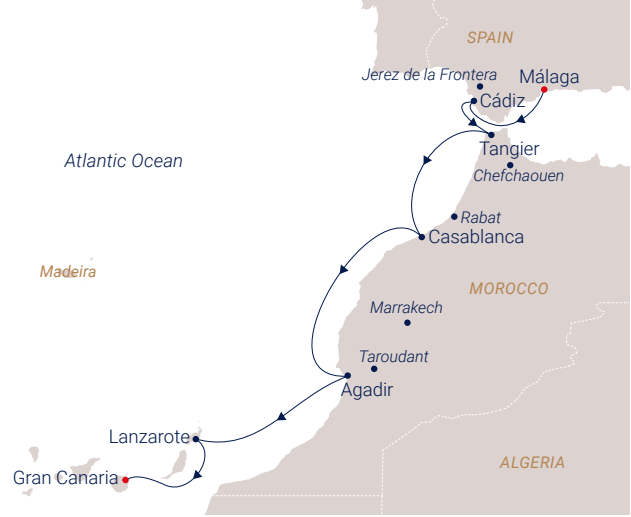 SPAIN
Jerez de la Frontera
Málaga
Cádiz
Tangier
Atlantic Ocean
Chefchaouen
Rabat
Casablanca
Madeira
MOROCCO
Marrakech
Taroudant
Agadir
Lanzarote
ALGERIA
Gran Canaria